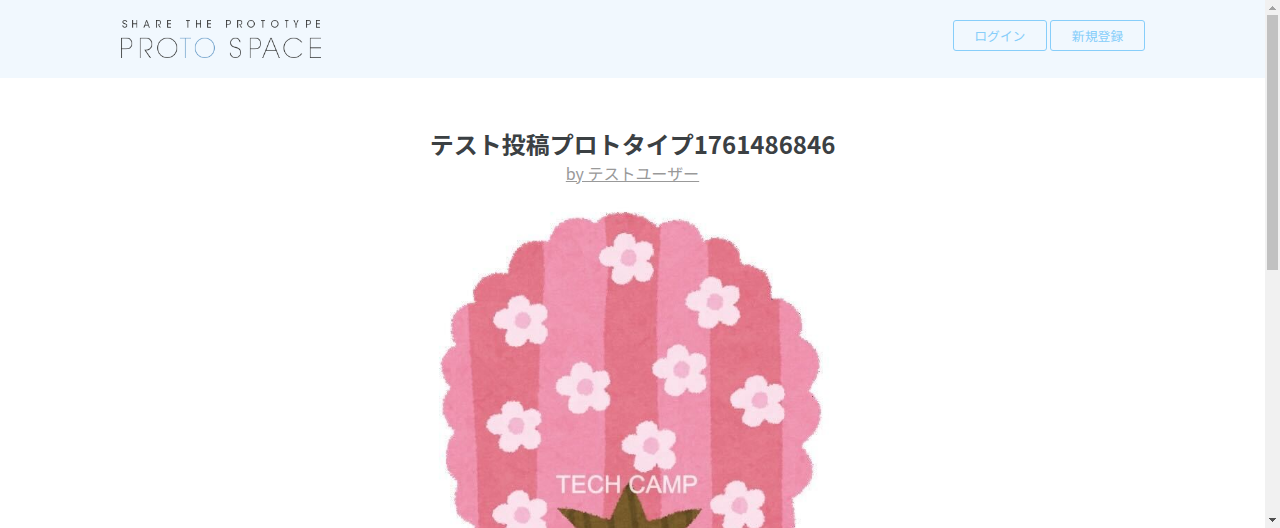 SHARE THE PROTOTYPE
PROTO SPACE
ログイン
新規登録
テスト投稿プロトタイプ1761486846
by テストユーザー
TECH CAMP